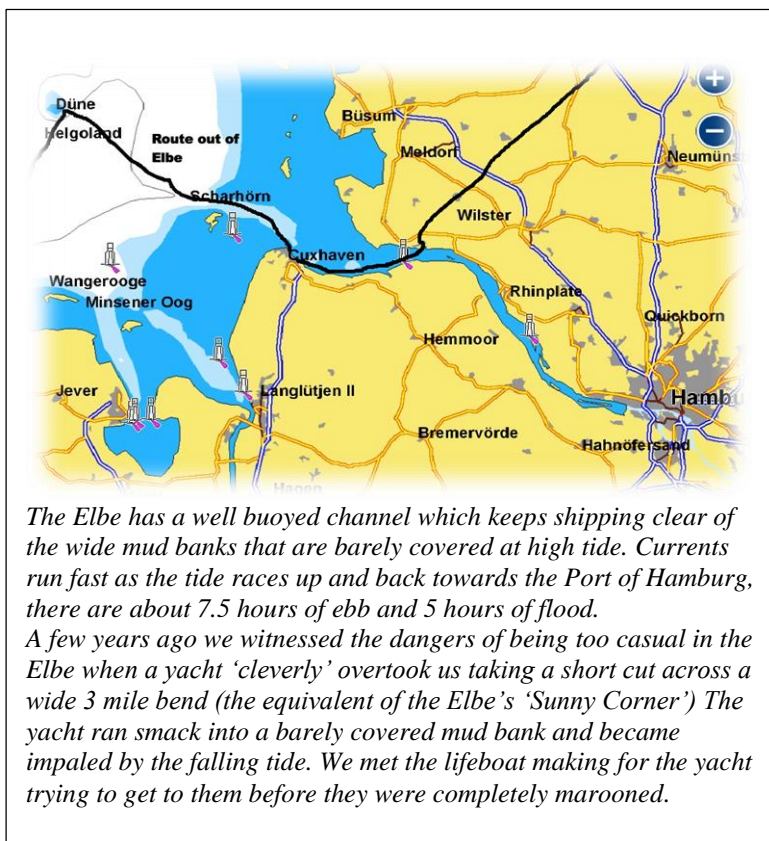 Düne
Helgoland
Route out of
Elbe
Scharhörn
Büsum
Meldorf
Neumüns
Wilster
Cuxhaven
Wangerooge
Minsener Oog
Rhinplate
Quickborn
Hemmoor
Jever
Langlütjen II
Hambu
Bremervörde
Hahnöfersand
Hagen
The Elbe has a well buoyed channel which keeps shipping clear of
the wide mud banks that are barely covered at high tide. Currents
run fast as the tide races up and back towards the Port of Hamburg,
there are about 7.5 hours of ebb and 5 hours of flood.
A few years ago we witnessed the dangers of being too casual in the
Elbe when a yacht ‘cleverly’ overtook us taking a short cut across a
wide 3 mile bend (the equivalent of the Elbe’s ‘Sunny Corner’) The
yacht ran smack into a barely covered mud bank and became
impaled by the falling tide. We met the lifeboat making for the yacht
trying to get to them before they were completely marooned.